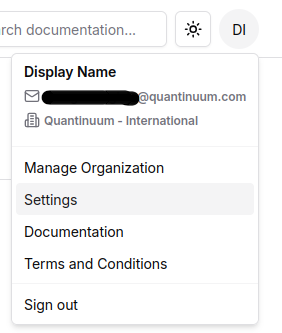 rch documentation...
DI
Display Name
@quantinuum.com
Quantinuum - International
Manage Organization
Settings
Documentation
Terms and Conditions
Sign out